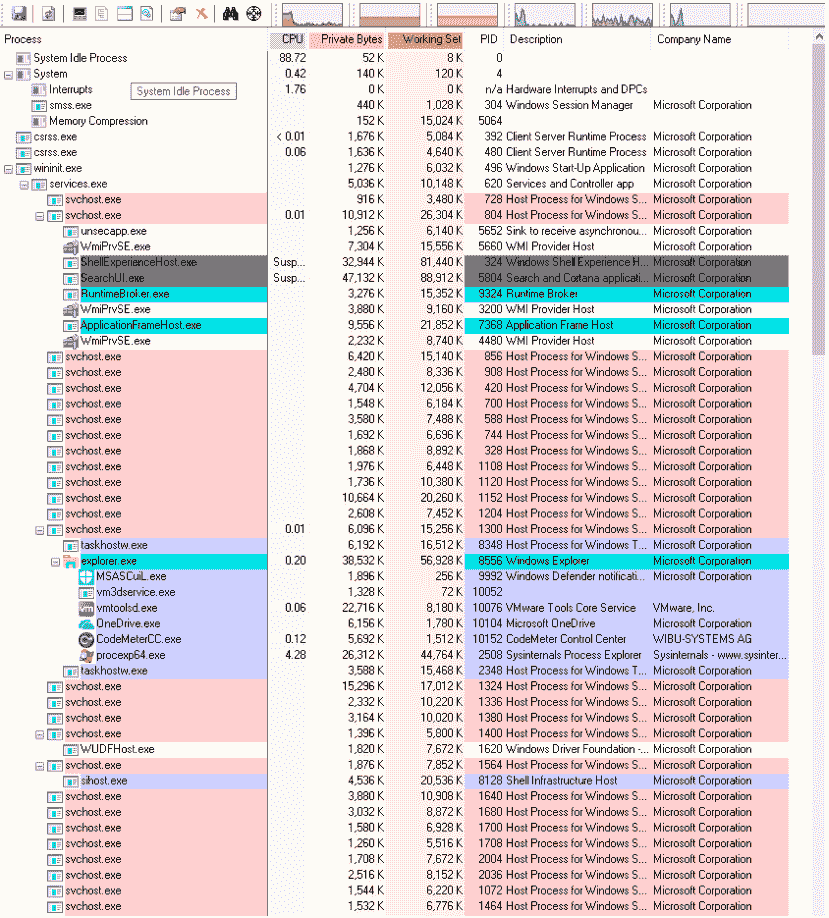 Process CPU Private Bytes Working Set PID Description Company Name
System Idle Process 88.72 52 K 8 K 0
System 0.42 140 K 120 K 4
Interrupts 1.76 0 K 0 K n/a Hardware Interrupts and DPCs
System Idle Process
smss.exe 440 K 1,028 K 304 Windows Session Manager Microsoft Corporation
Memory Compression 152 K 15,024 K 5064
csrss.exe < 0.01 1,676 K 5,084 K 392 Client Server Runtime Process Microsoft Corporation
csrss.exe 0.06 1,636 K 4,640 K 480 Client Server Runtime Process Microsoft Corporation
wininit.exe 1,276 K 6,032 K 496 Windows Start-Up Application Microsoft Corporation
services.exe 5,036 K 10,148 K 620 Services and Controller app Microsoft Corporation
svchost.exe 916 K 3,480 K 728 Host Process for Windows S... Microsoft Corporation
svchost.exe 0.01 10,912 K 26,304 K 804 Host Process for Windows S... Microsoft Corporation
unsecapp.exe 1,256 K 6,140 K 5652 Sink to receive asynchronou... Microsoft Corporation
WmiPrvSE.exe 7,304 K 15,556 K 5660 WMI Provider Host Microsoft Corporation
ShellExperienceHost.exe Susp... 32,944 K 81,440 K 324 Windows Shell Experience H... Microsoft Corporation
SearchUI.exe Susp... 47,132 K 88,912 K 5804 Search and Cortana applicati... Microsoft Corporation
RuntimeBroker.exe 3,276 K 15,352 K 9324 Runtime Broker Microsoft Corporation
WmiPrvSE.exe 3,880 K 9,160 K 3200 WMI Provider Host Microsoft Corporation
ApplicationFrameHost.exe 9,556 K 21,852 K 7368 Application Frame Host Microsoft Corporation
WmiPrvSE.exe 2,232 K 8,740 K 4480 WMI Provider Host Microsoft Corporation
svchost.exe 6,420 K 15,140 K 856 Host Process for Windows S... Microsoft Corporation
svchost.exe 2,480 K 8,336 K 908 Host Process for Windows S... Microsoft Corporation
svchost.exe 4,704 K 12,056 K 420 Host Process for Windows S... Microsoft Corporation
svchost.exe 1,548 K 6,184 K 700 Host Process for Windows S... Microsoft Corporation
svchost.exe 3,580 K 7,488 K 588 Host Process for Windows S... Microsoft Corporation
svchost.exe 1,692 K 6,696 K 744 Host Process for Windows S... Microsoft Corporation
svchost.exe 1,868 K 8,892 K 328 Host Process for Windows S... Microsoft Corporation
svchost.exe 1,976 K 6,448 K 1108 Host Process for Windows S... Microsoft Corporation
svchost.exe 1,736 K 10,380 K 1120 Host Process for Windows S... Microsoft Corporation
svchost.exe 10,664 K 20,260 K 1152 Host Process for Windows S... Microsoft Corporation
svchost.exe 2,608 K 7,452 K 1204 Host Process for Windows S... Microsoft Corporation
svchost.exe 0.01 6,096 K 15,256 K 1300 Host Process for Windows S... Microsoft Corporation
taskhostw.exe 6,192 K 16,512 K 8348 Host Process for Windows T... Microsoft Corporation
explorer.exe 0.20 38,532 K 56,928 K 8556 Windows Explorer Microsoft Corporation
MSASCuiL.exe 1,896 K 256 K 9992 Windows Defender notificati... Microsoft Corporation
vm3dservice.exe 1,328 K 72 K 10052
vmtoolsd.exe 0.06 22,716 K 8,180 K 10076 VMware Tools Core Service VMware, Inc.
OneDrive.exe 6,156 K 1,780 K 10104 Microsoft OneDrive Microsoft Corporation
CodeMeterCC.exe 0.12 5,692 K 1,512 K 10152 CodeMeter Control Center WIBU-SYSTEMS AG
procexp64.exe 4.28 26,312 K 44,764 K 2508 Sysinternals Process Explorer Sysinternals - www.sysinter...
taskhostw.exe 3,588 K 15,468 K 2348 Host Process for Windows T... Microsoft Corporation
svchost.exe 15,296 K 17,012 K 1324 Host Process for Windows S... Microsoft Corporation
svchost.exe 2,332 K 10,220 K 1336 Host Process for Windows S... Microsoft Corporation
svchost.exe 3,164 K 10,020 K 1380 Host Process for Windows S... Microsoft Corporation
svchost.exe 1,396 K 5,800 K 1400 Host Process for Windows S... Microsoft Corporation
WUDFHost.exe 1,820 K 7,672 K 1620 Windows Driver Foundation -... Microsoft Corporation
svchost.exe 1,876 K 7,852 K 1564 Host Process for Windows S... Microsoft Corporation
sihost.exe 4,536 K 20,536 K 8128 Shell Infrastructure Host Microsoft Corporation
svchost.exe 3,880 K 10,908 K 1640 Host Process for Windows S... Microsoft Corporation
svchost.exe 3,032 K 8,872 K 1680 Host Process for Windows S... Microsoft Corporation
svchost.exe 1,580 K 6,928 K 1700 Host Process for Windows S... Microsoft Corporation
svchost.exe 1,260 K 5,516 K 1708 Host Process for Windows S... Microsoft Corporation
svchost.exe 1,708 K 7,672 K 2004 Host Process for Windows S... Microsoft Corporation
svchost.exe 2,516 K 8,152 K 2036 Host Process for Windows S... Microsoft Corporation
svchost.exe 1,544 K 6,220 K 1072 Host Process for Windows S... Microsoft Corporation
svchost.exe 1,532 K 6,776 K 1464 Host Process for Windows S... Microsoft Corporation